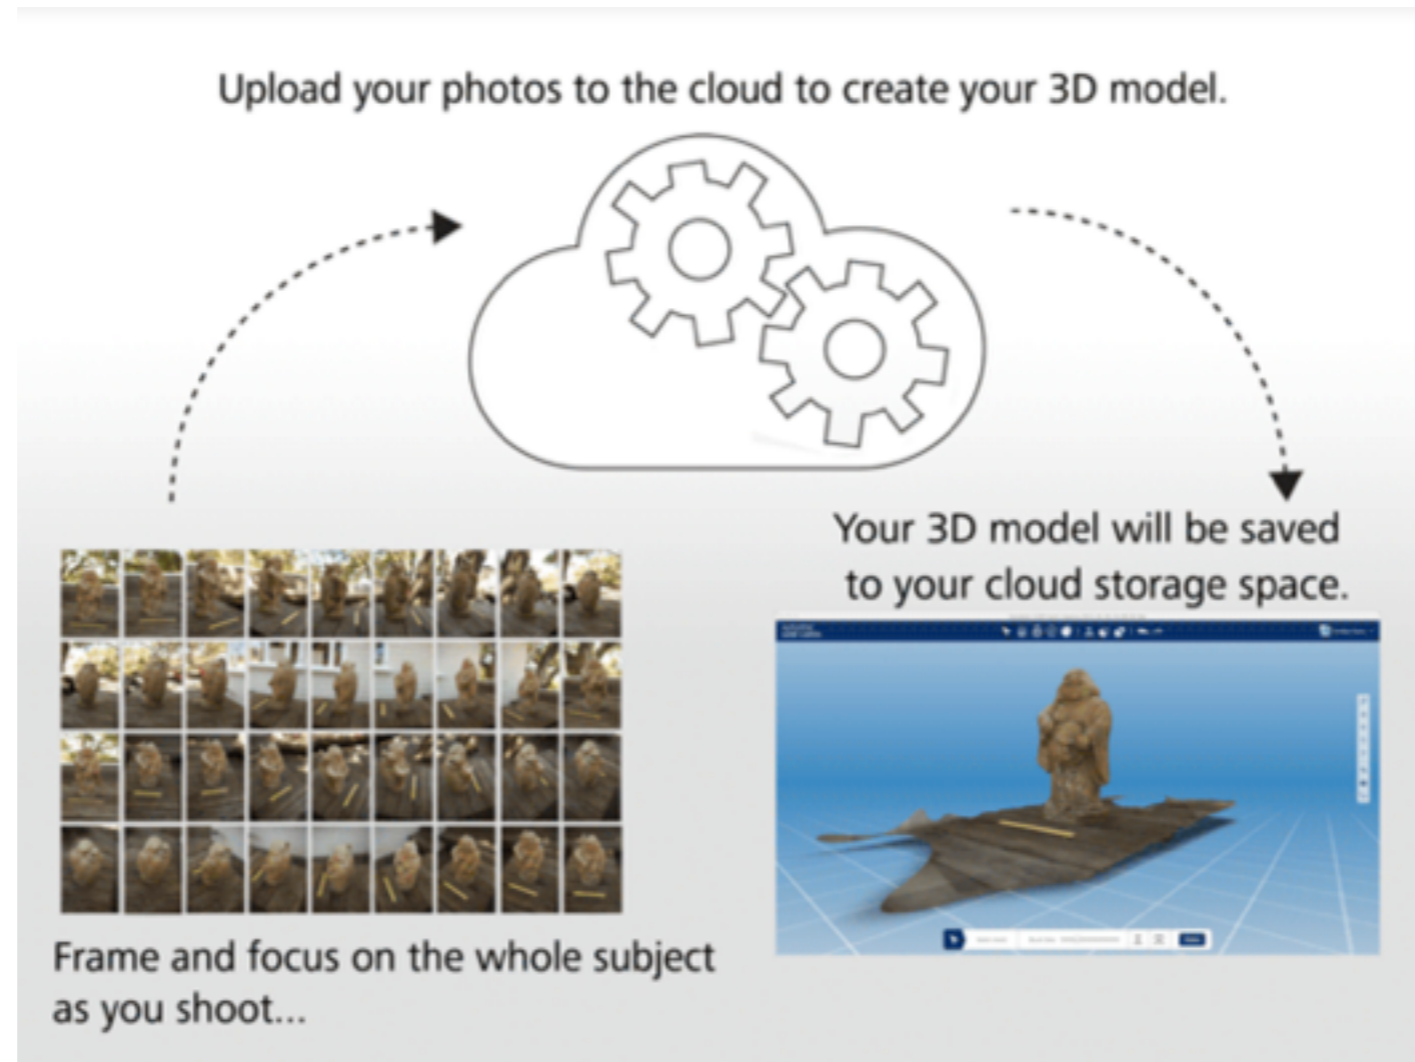 Upload your photos to the cloud to create your 3D model.
Your 3D model will be saved
to your cloud storage space.
Frame and focus on the whole subject
as you shoot...